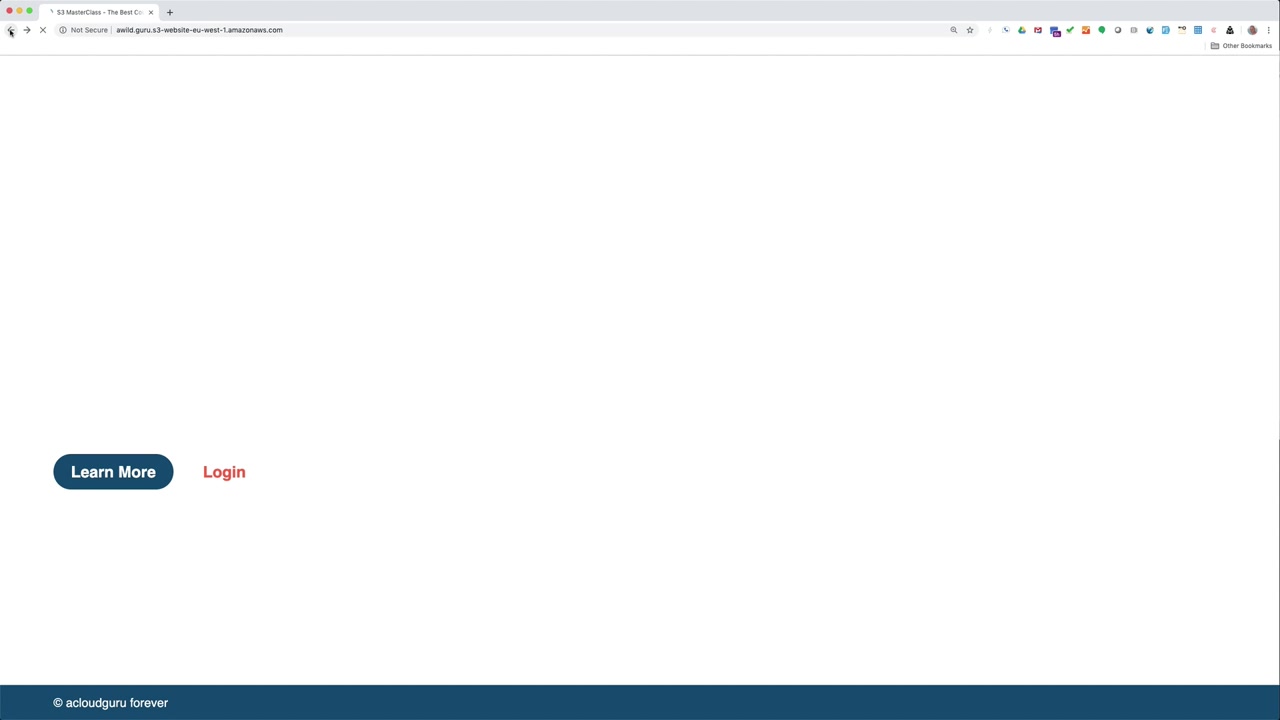 S3 MasterClass - The Best Co
Not Secure
awild.guru.s3-website-eu-west-1.amazonaws.com
Other Bookmarks
Learn More
Login
© acloudguru forever